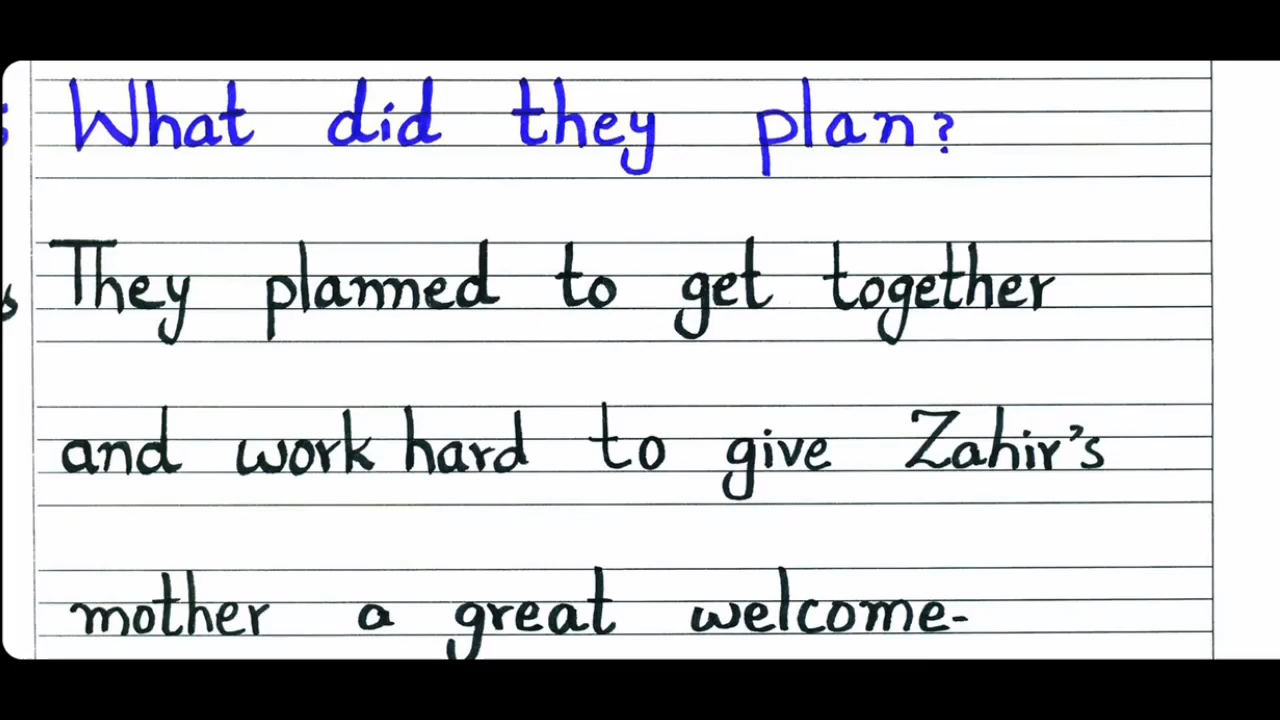 What did they plan?
They planned to get together
and work hard to give Zahir's
mother a great welcome-